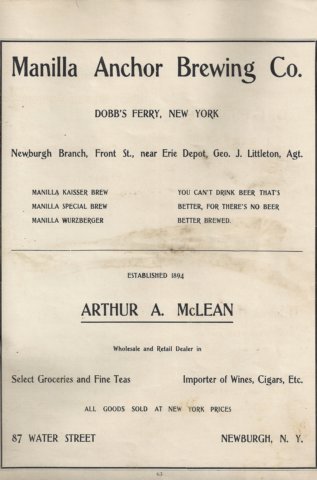 Manilla Anchor Brewing Co.
DOBB'S FERRY, NEW YORK
Newburgh Branch, Front St., near Erie Depot, Geo. J. Littleton, Agt.
MANILLA KAISSER BREW
MANILLA SPECIAL BREW
MANILLA WURZBERGER
YOU CAN'T DRINK BEER THAT'S
BETTER, FOR THERE'S NO BEER
BETTER BREWED.
ESTABLISHED 1894
ARTHUR A. McLEAN
Wholesale and Retail Dealer in
Select Groceries and Fine Teas
Importer of Wines, Cigars, Etc.
ALL GOODS SOLD AT NEW YORK PRICES
87 WATER STREET
NEWBURGH, N. Y.